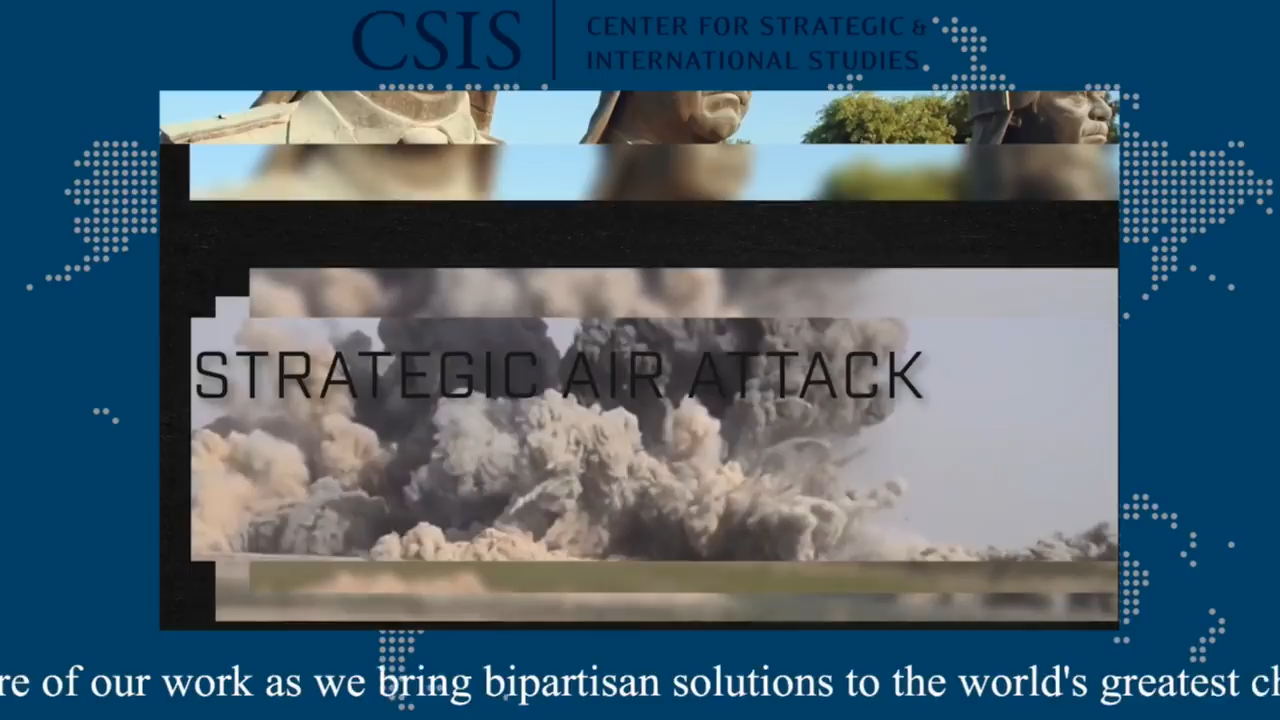 CSIS
CENTER FOR STRATEGIC &
INTERNATIONAL STUDIES
STRATEGIC AIR ATTACK
re of our work as we bring bipartisan solutions to the world's greatest ch